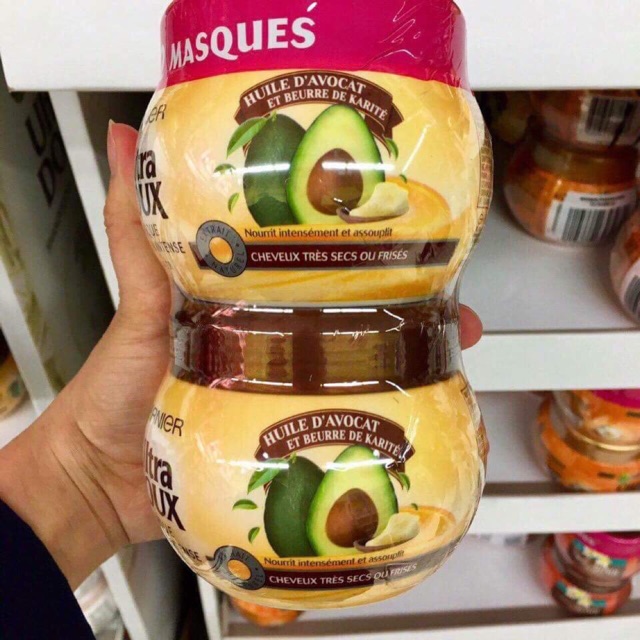 MASQUES
HUILE D'AVOCAT
ET BEURRE DE KARITÉ
Nourrit intensément et assouplit
CHEVEUX TRÈS SECS OU FRISÉS
HUILE D'AVOCAT
ET BEURRE DE KARITÉ
Nourrit intensément et assouplit
CHEVEUX TRÈS SECS OU FRISÉS